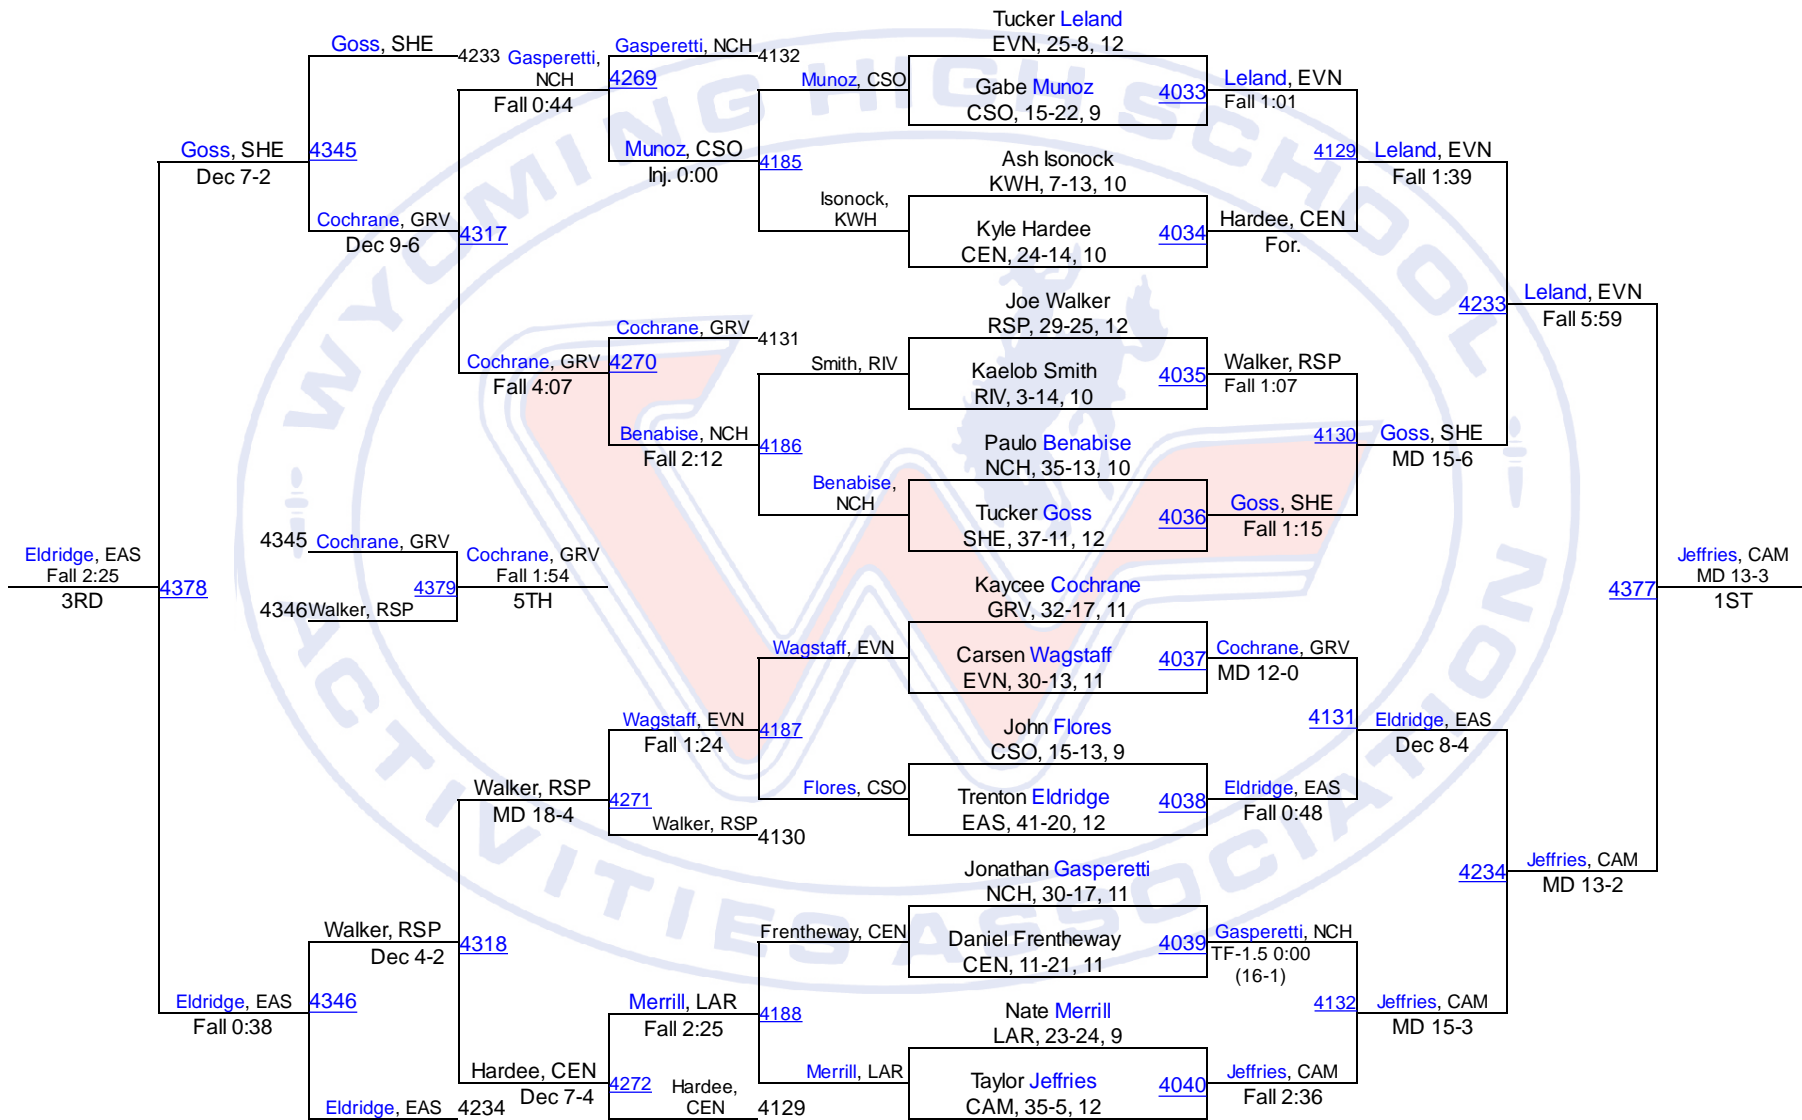 Tucker Leland
EVN, 25-8, 12
Gabe Munoz
CSO, 15-22, 9
4033
Ash Isonock
KWH, 7-13, 10
Kyle Hardee
CEN, 24-14, 10
4034
Joe Walker
RSP, 29-25, 12
Kaelob Smith
RIV, 3-14, 10
4035
Paulo Benabise
NCH, 35-13, 10
Tucker Goss
SHE, 37-11, 12
4036
Kaycee Cochrane
GRV, 32-17, 11
Carsen Wagstaff
EVN, 30-13, 11
4037
John Flores
CSO, 15-13, 9
Trenton Eldridge
EAS, 41-20, 12
4038
Jonathan Gasperetti
NCH, 30-17, 11
Daniel Frentheway
CEN, 11-21, 11
4039
Nate Merrill
LAR, 23-24, 9
Taylor Jeffries
CAM, 35-5, 12
4040
Leland, EVN
Fall 1:01
4129
Hardee, CEN
For.
Walker, RSP
Fall 1:07
4130
Goss, SHE
Fall 1:15
Cochrane, GRV
MD 12-0
4131
Eldridge, EAS
Fall 0:48
Gasperetti, NCH
TF-1.5 0:00
(16-1)
4132
Jeffries, CAM
Fall 2:36
Leland, EVN
Fall 1:39
4233
Goss, SHE
MD 15-6
Eldridge, EAS
Dec 8-4
4234
Jeffries, CAM
MD 15-3
Leland, EVN
Fall 5:59
4377
Jeffries, CAM
MD 13-2
Jeffries, CAM
MD 13-3
1ST
Munoz, CSO
4185
Isonock,
KWH
Smith, RIV
4186
Benabise,
NCH
Wagstaff, EVN
4187
Flores, CSO
Frentheway, CEN
4188
Merrill, LAR
Gasperetti, NCH
4132
4269
Munoz, CSO
Inj. 0:00
Cochrane, GRV
4131
4270
Benabise, NCH
Fall 2:12
Wagstaff, EVN
Fall 1:24
4271
Walker, RSP
4130
Merrill, LAR
Fall 2:25
4272
Hardee,
CEN
4129
Gasperetti,
NCH
Fall 0:44
4317
Cochrane, GRV
Fall 4:07
Walker, RSP
MD 18-4
4318
Hardee, CEN
Dec 7-4
Goss, SHE
4233
4345
Cochrane, GRV
Dec 9-6
Walker, RSP
Dec 4-2
4346
Eldridge, EAS
4234
Goss, SHE
Dec 7-2
4378
Eldridge, EAS
Fall 0:38
Eldridge, EAS
Fall 2:25
3RD
4345
Cochrane, GRV
4379
4346
Walker, RSP
Cochrane, GRV
Fall 1:54
5TH
WYOMING HIGH SCHOOL
ACTIVITIES ASSOCIATION